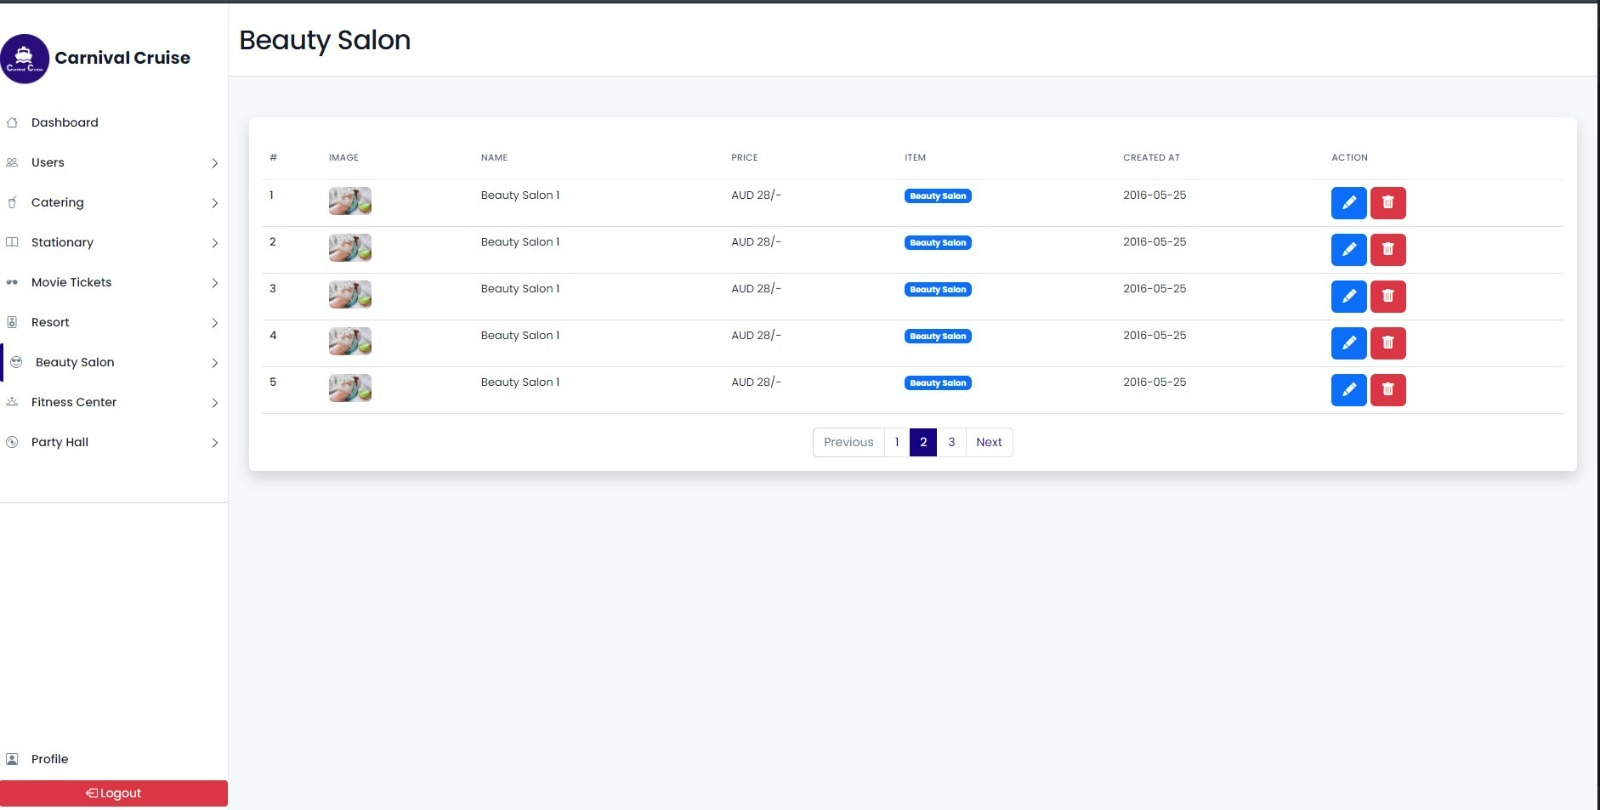 Beauty Salon
Carnival Cruise
Dashboard
Users
Catering
Stationary
Movie Tickets
Resort
Beauty Salon
Fitness Center
Party Hall
Profile
Logout
# IMAGE NAME PRICE ITEM CREATED AT ACTION
1 Beauty Salon 1 AUD 28/- Beauty Salon 2016-05-25
2 Beauty Salon 1 AUD 28/- Beauty Salon 2016-05-25
3 Beauty Salon 1 AUD 28/- Beauty Salon 2016-05-25
4 Beauty Salon 1 AUD 28/- Beauty Salon 2016-05-25
5 Beauty Salon 1 AUD 28/- Beauty Salon 2016-05-25
Previous 1 2 3 Next